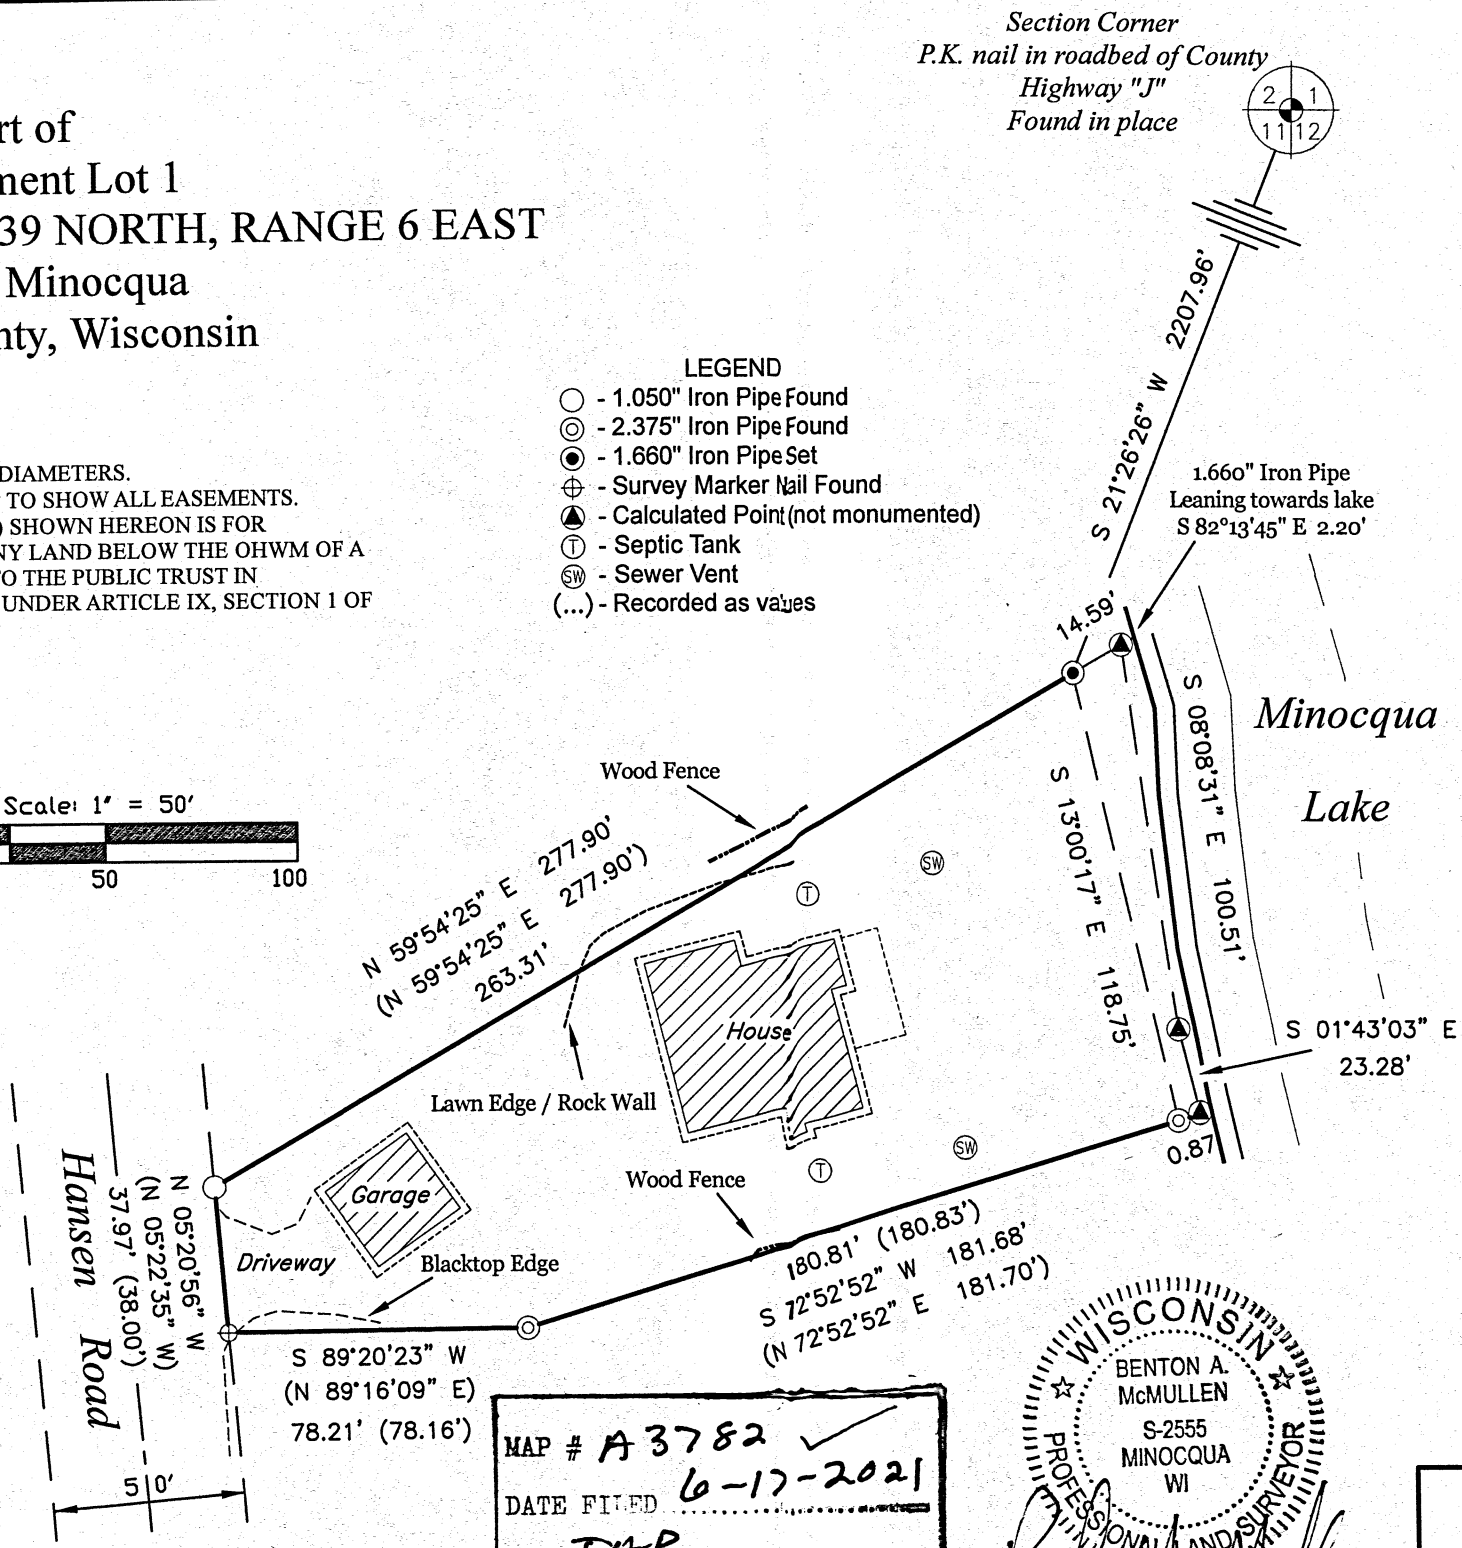 Section Corner
P.K. nail in roadbed of County
Highway "J"
Found in place
2 1
11 12
rt of
ment Lot 1
39 NORTH, RANGE 6 EAST
Minocqua
nty, Wisconsin
S 21°26'26" W 2207.96'
LEGEND
- 1.050" Iron Pipe Found
- 2.375" Iron Pipe Found
- 1.660" Iron Pipe Set
- Survey Marker Nail Found
- Calculated Point (not monumented)
T - Septic Tank
SW - Sewer Vent
(...) - Recorded as values
DIAMETERS.
TO SHOW ALL EASEMENTS.
) SHOWN HEREON IS FOR
NY LAND BELOW THE OHWM OF A
O THE PUBLIC TRUST IN
UNDER ARTICLE IX, SECTION 1 OF
1.660" Iron Pipe
Leaning towards lake
S 82°13'45" E 2.20'
14.59'
Minocqua
Lake
S 08°08'31" E 100.51'
S 13°00'17" E 118.75'
Scale: 1" = 50'
50 100
Wood Fence
N 59°54'25" E 277.90'
(N 59°54'25" E 277.90')
263.31'
T
SW
House
S 01°43'03" E
23.28'
Lawn Edge / Rock Wall
0.87
SW
T
Wood Fence
Garage
Driveway
Blacktop Edge
Hansen Road
N 05°20'56" W
(N 05°22'35" W)
37.97' (38.00')
180.81' (180.83')
S 72°52'52" W 181.68'
(N 72°52'52" E 181.70')
S 89°20'23" W
(N 89°16'09" E)
78.21' (78.16')
50'
MAP # A3782
DATE FILED 6-17-2021
WISCONSIN
BENTON A.
McMULLEN
S-2555
MINOCQUA
WI
PROFESSIONAL LAND SURVEYOR